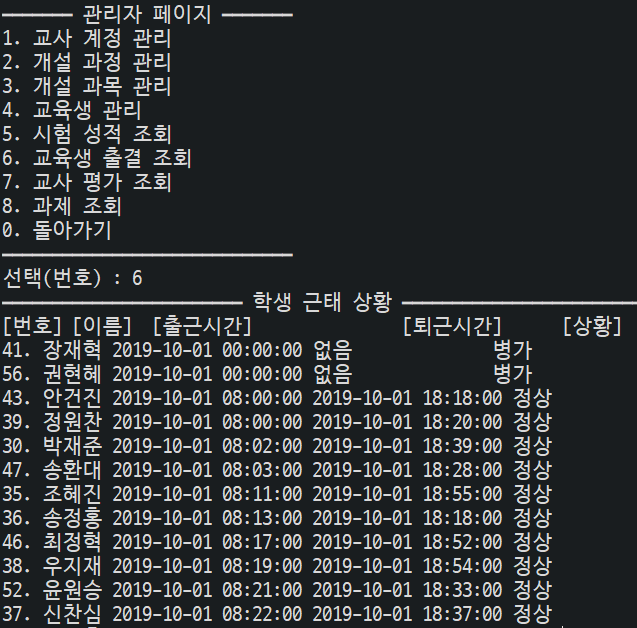 ━━━━━━━ 관리자 페이지 ━━━━━━━
1. 교사 계정 관리
2. 개설 과정 관리
3. 개설 과목 관리
4. 교육생 관리
5. 시험 성적 조회
6. 교육생 출결 조회
7. 교사 평가 조회
8. 과제 조회
0. 돌아가기
━━━━━━━━━━━━━━━━━━━━━━━━━━━━━
선택(번호) : 6
━━━━━━━━━━━━━━━━━━━━━━━━ 학생 근태 상황 ━━━━━━━━━━━━━━━━━━━━━━━━
[번호] [이름] [출근시간] [퇴근시간] [상황]
41. 장재혁 2019-10-01 00:00:00 없음 병가
56. 권현혜 2019-10-01 00:00:00 없음 병가
43. 안건진 2019-10-01 08:00:00 2019-10-01 18:18:00 정상
39. 정원찬 2019-10-01 08:00:00 2019-10-01 18:20:00 정상
30. 박재준 2019-10-01 08:02:00 2019-10-01 18:39:00 정상
47. 송환대 2019-10-01 08:03:00 2019-10-01 18:28:00 정상
35. 조혜진 2019-10-01 08:11:00 2019-10-01 18:55:00 정상
36. 송정홍 2019-10-01 08:13:00 2019-10-01 18:18:00 정상
46. 최정혁 2019-10-01 08:17:00 2019-10-01 18:52:00 정상
38. 우지재 2019-10-01 08:19:00 2019-10-01 18:54:00 정상
52. 윤원승 2019-10-01 08:21:00 2019-10-01 18:33:00 정상
37. 신찬심 2019-10-01 08:22:00 2019-10-01 18:37:00 정상